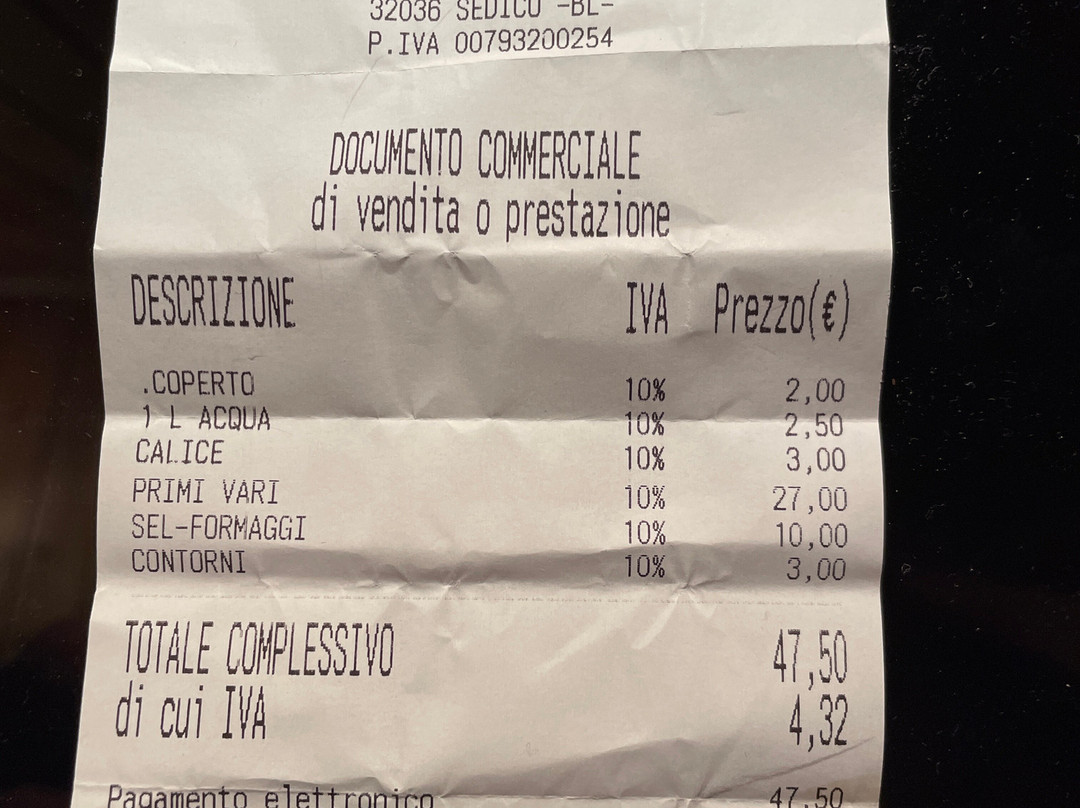 32036 SEDICO -BL-
P.IVA 00793200254
DOCUMENTO COMMERCIALE
di vendita o prestazione
DESCRIZIONE IVA Prezzo(€)
.COPERTO 10% 2,00
1 L ACQUA 10% 2,50
CALICE 10% 3,00
PRIMI VARI 10% 27,00
SEL-FORMAGGI 10% 10,00
CONTORNI 10% 3,00
TOTALE COMPLESSIVO 47,50
di cui IVA 4,32
Pagamento elettronico 47,50